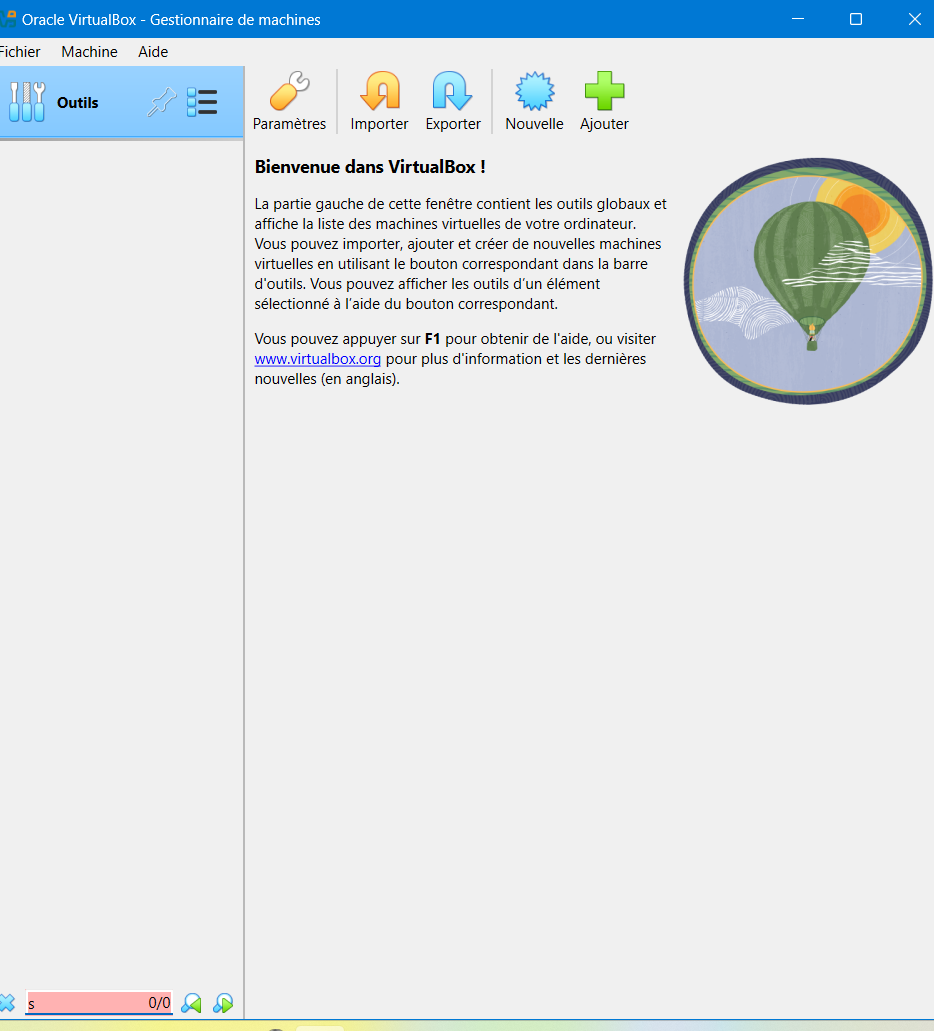 Oracle VirtualBox - Gestionnaire de machines
Fichier Machine Aide
Outils
Paramètres Importer Exporter Nouvelle Ajouter
Bienvenue dans VirtualBox !
La partie gauche de cette fenêtre contient les outils globaux et
affiche la liste des machines virtuelles de votre ordinateur.
Vous pouvez importer, ajouter et créer de nouvelles machines
virtuelles en utilisant le bouton correspondant dans la barre
d'outils. Vous pouvez afficher les outils d’un élément
sélectionné à l’aide du bouton correspondant.
Vous pouvez appuyer sur F1 pour obtenir de l'aide, ou visiter
www.virtualbox.org pour plus d'information et les dernières
nouvelles (en anglais).
s 0/0